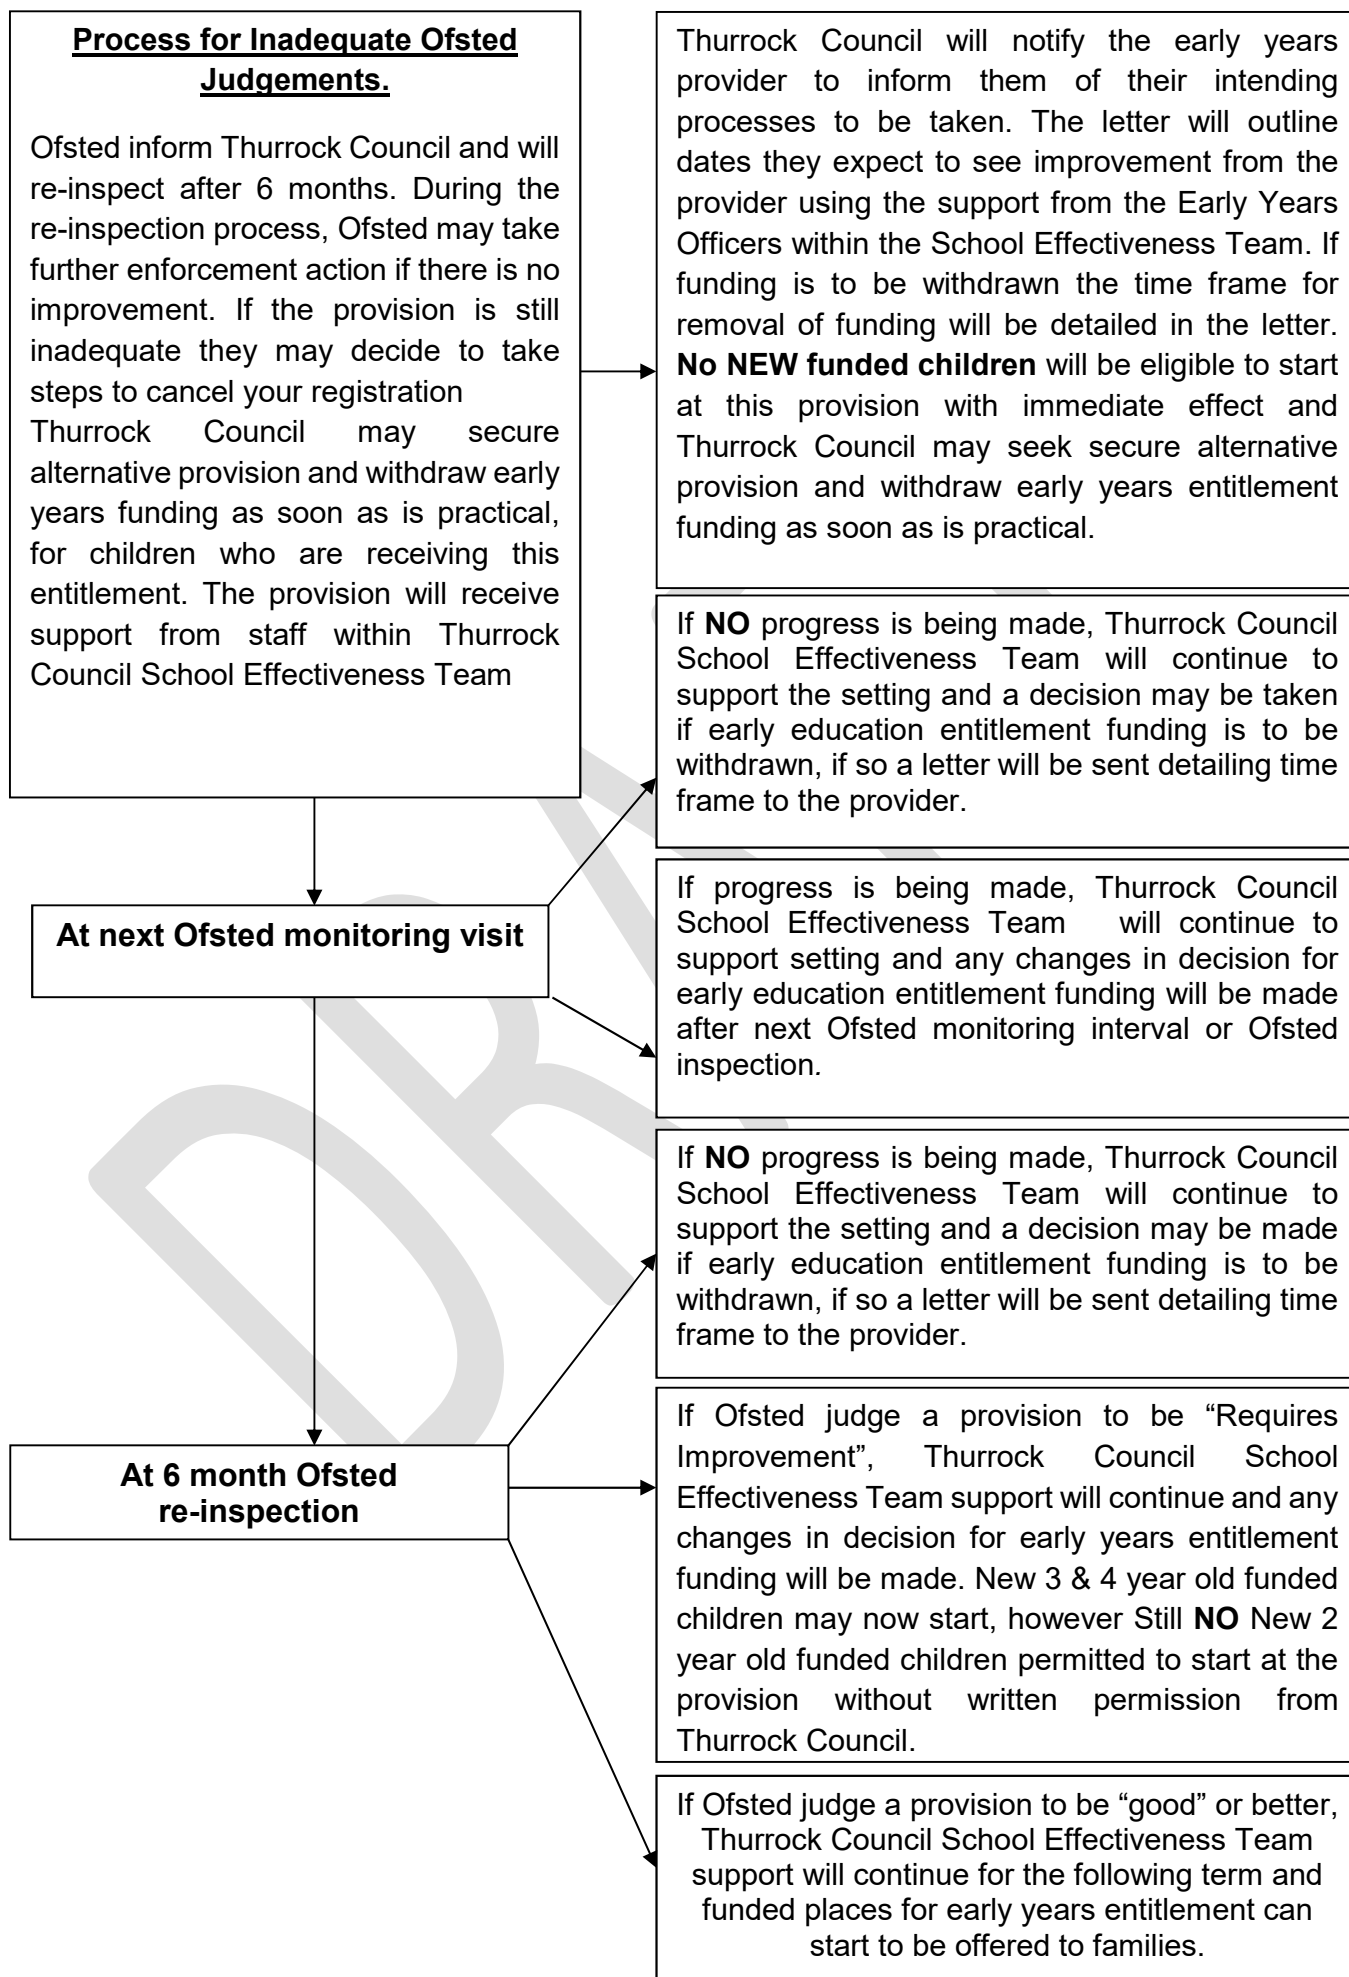 Process for Inadequate Ofsted
Judgements.
Ofsted inform Thurrock Council and will
re-inspect after 6 months. During the
re-inspection process, Ofsted may take
further enforcement action if there is no
improvement. If the provision is still
inadequate they may decide to take
steps to cancel your registration
Thurrock Council may secure
alternative provision and withdraw early
years funding as soon as is practical,
for children who are receiving this
entitlement. The provision will receive
support from staff within Thurrock
Council School Effectiveness Team
Thurrock Council will notify the early years
provider to inform them of their intending
processes to be taken. The letter will outline
dates they expect to see improvement from the
provider using the support from the Early Years
Officers within the School Effectiveness Team. If
funding is to be withdrawn the time frame for
removal of funding will be detailed in the letter.
No NEW funded children will be eligible to start
at this provision with immediate effect and
Thurrock Council may seek secure alternative
provision and withdraw early years entitlement
funding as soon as is practical.
At next Ofsted monitoring visit
If NO progress is being made, Thurrock Council
School Effectiveness Team will continue to
support the setting and a decision may be taken
if early education entitlement funding is to be
withdrawn, if so a letter will be sent detailing time
frame to the provider.
If progress is being made, Thurrock Council
School Effectiveness Team will continue to
support setting and any changes in decision for
early education entitlement funding will be made
after next Ofsted monitoring interval or Ofsted
inspection.
At 6 month Ofsted
re-inspection
If NO progress is being made, Thurrock Council
School Effectiveness Team will continue to
support the setting and a decision may be made
if early education entitlement funding is to be
withdrawn, if so a letter will be sent detailing time
frame to the provider.
If Ofsted judge a provision to be “Requires
Improvement”, Thurrock Council School
Effectiveness Team support will continue and any
changes in decision for early years entitlement
funding will be made. New 3 & 4 year old funded
children may now start, however Still NO New 2
year old funded children permitted to start at the
provision without written permission from
Thurrock Council.
If Ofsted judge a provision to be “good” or better,
Thurrock Council School Effectiveness Team
support will continue for the following term and
funded places for early years entitlement can
start to be offered to families.